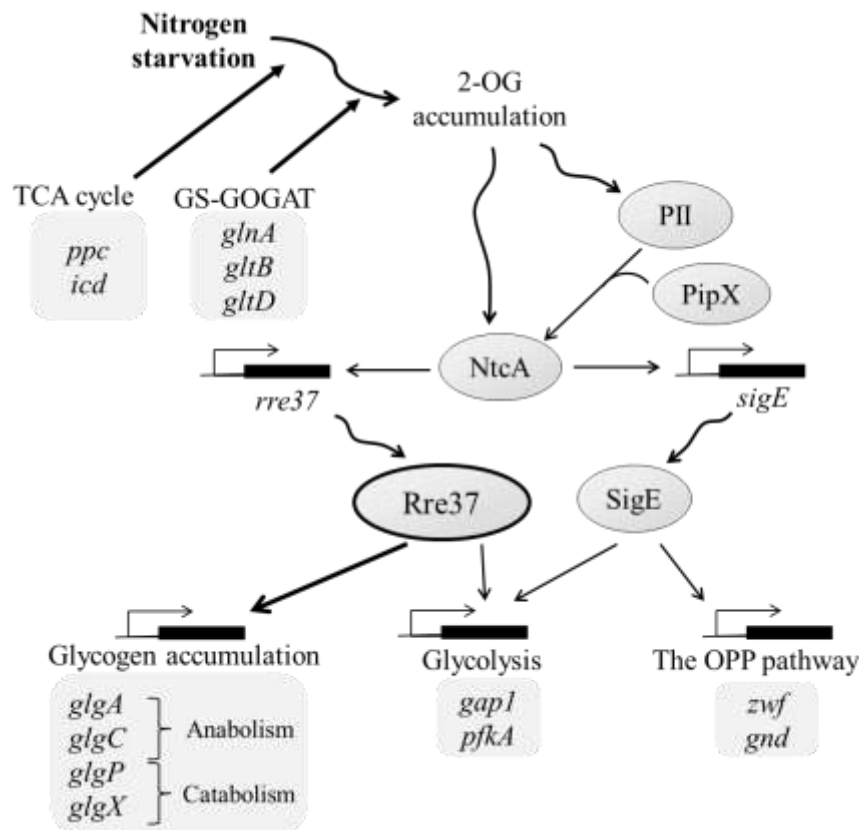 Nitrogen
starvation
2-OG
accumulation
TCA cycle
ppc
icd
GS-GOGAT
glnA
gltB
gltD
PII
PipX
NtcA
rre37
sigE
Rre37
SigE
Glycogen accumulation
glgA
glgC
Anabolism
glgP
glgX
Catabolism
Glycolysis
gap1
pfkA
The OPP pathway
zwf
gnd